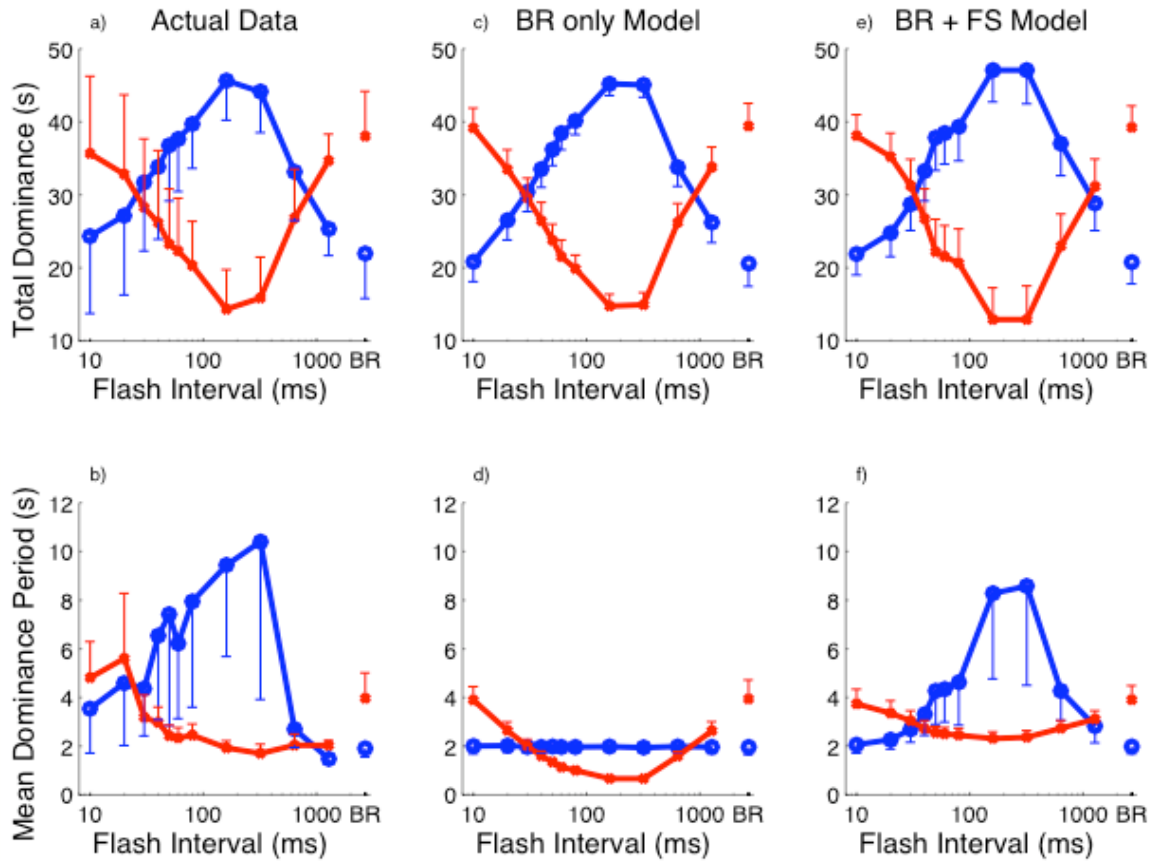 a) Actual Data
c) BR only Model
e) BR + FS Model
Total Dominance (s)
50
40
30
20
10
10 100 1000 BR
Flash Interval (ms)
50
40
30
20
10
10 100 1000 BR
Flash Interval (ms)
50
40
30
20
10
10 100 1000 BR
Flash Interval (ms)
b)
Mean Dominance Period (s)
12
10
8
6
4
2
0
10 100 1000 BR
Flash Interval (ms)
d)
12
10
8
6
4
2
0
10 100 1000 BR
Flash Interval (ms)
f)
12
10
8
6
4
2
0
10 100 1000 BR
Flash Interval (ms)